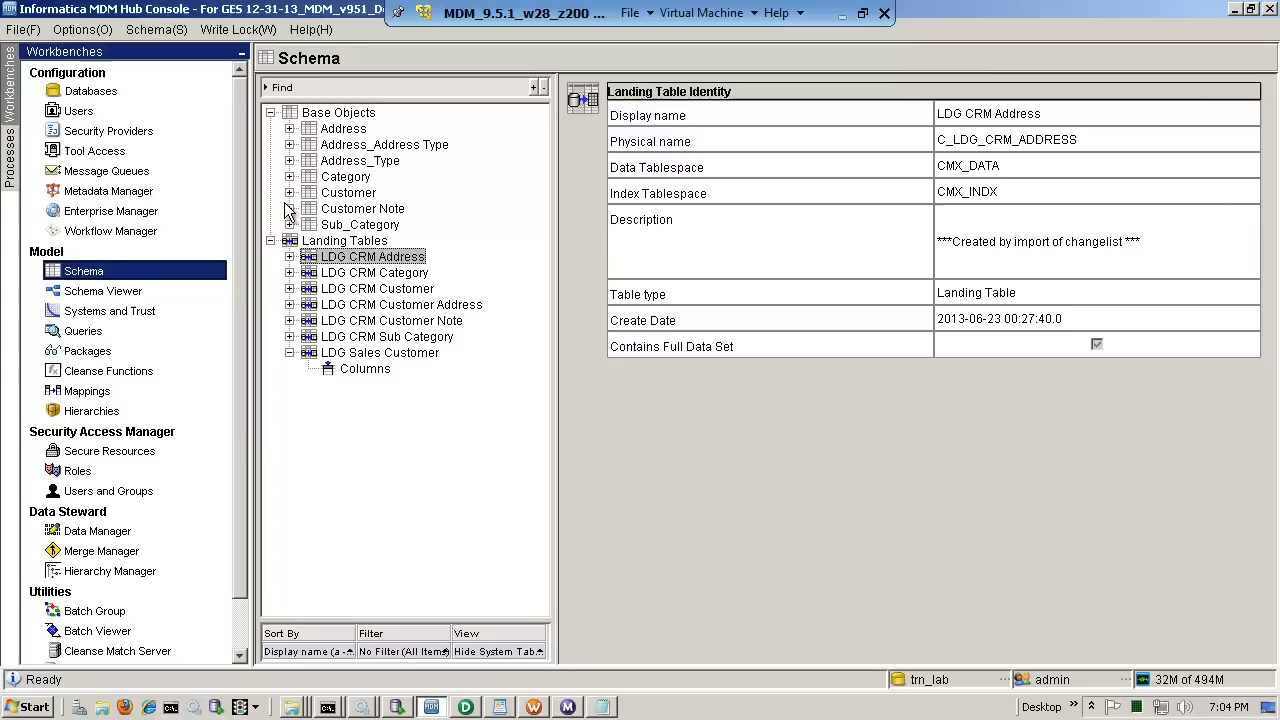 Informatica MDM Hub Console - For GES 12-31-13_MDM_v951_De
MDM_9.5.1_w28_z200 ... File Virtual Machine Help
File(F) Options(O) Schema(S) Write Lock(W) Help(H)
Workbenches
Processes
Workbenches
Configuration
Databases
Users
Security Providers
Tool Access
Message Queues
Metadata Manager
Enterprise Manager
Workflow Manager
Model
Schema
Schema Viewer
Systems and Trust
Queries
Packages
Cleanse Functions
Mappings
Hierarchies
Security Access Manager
Secure Resources
Roles
Users and Groups
Data Steward
Data Manager
Merge Manager
Hierarchy Manager
Utilities
Batch Group
Batch Viewer
Cleanse Match Server
Schema
Find
Base Objects
Address
Address_Address Type
Address_Type
Category
Customer
Customer Note
Sub_Category
Landing Tables
LDG CRM Address
LDG CRM Category
LDG CRM Customer
LDG CRM Customer Address
LDG CRM Customer Note
LDG CRM Sub Category
LDG Sales Customer
Columns
Sort By Filter View
Display name (a - No Filter (All Items) Hide System Tab
Landing Table Identity
Display name LDG CRM Address
Physical name C_LDG_CRM_ADDRESS
Data Tablespace CMX_DATA
Index Tablespace CMX_INDX
Description
***Created by import of changelist ***
Table type Landing Table
Create Date 2013-06-23 00:27:40.0
Contains Full Data Set
Ready trn_lab admin 32M of 494M
Start Desktop 7:04 PM